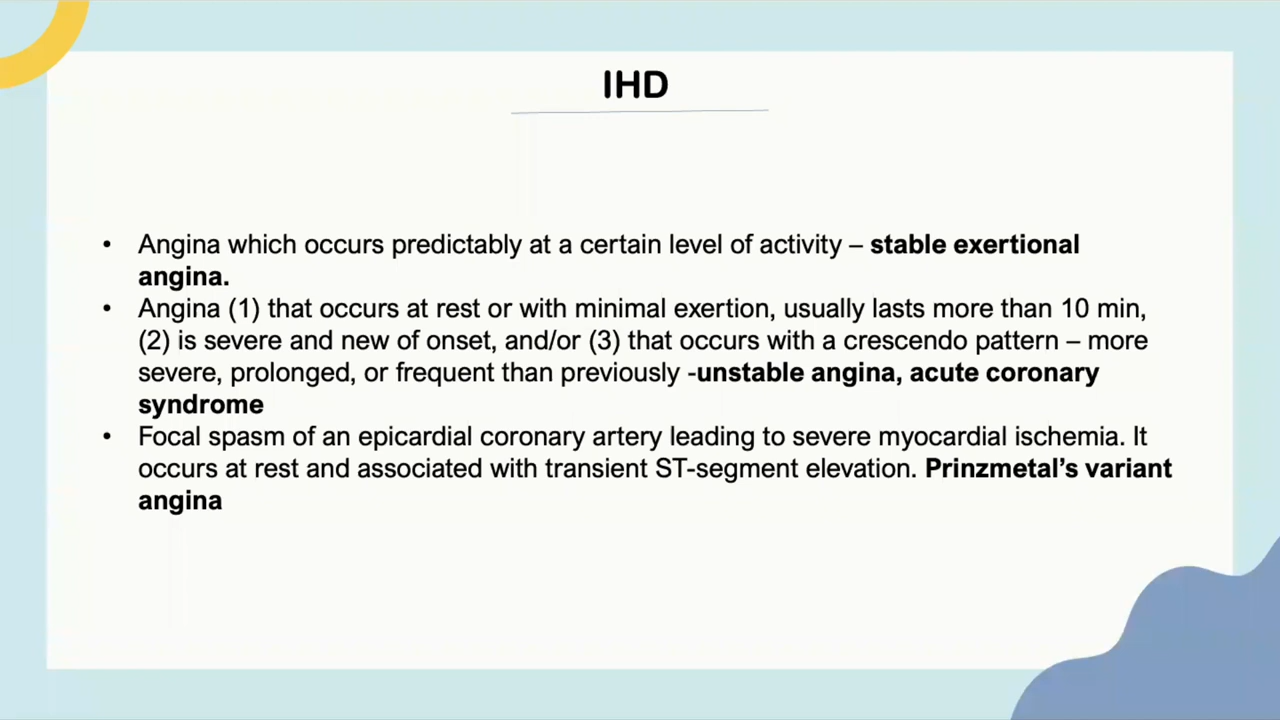 IHD
• Angina which occurs predictably at a certain level of activity – stable exertional
angina.
• Angina (1) that occurs at rest or with minimal exertion, usually lasts more than 10 min,
(2) is severe and new of onset, and/or (3) that occurs with a crescendo pattern – more
severe, prolonged, or frequent than previously -unstable angina, acute coronary
syndrome
• Focal spasm of an epicardial coronary artery leading to severe myocardial ischemia. It
occurs at rest and associated with transient ST-segment elevation. Prinzmetal’s variant
angina